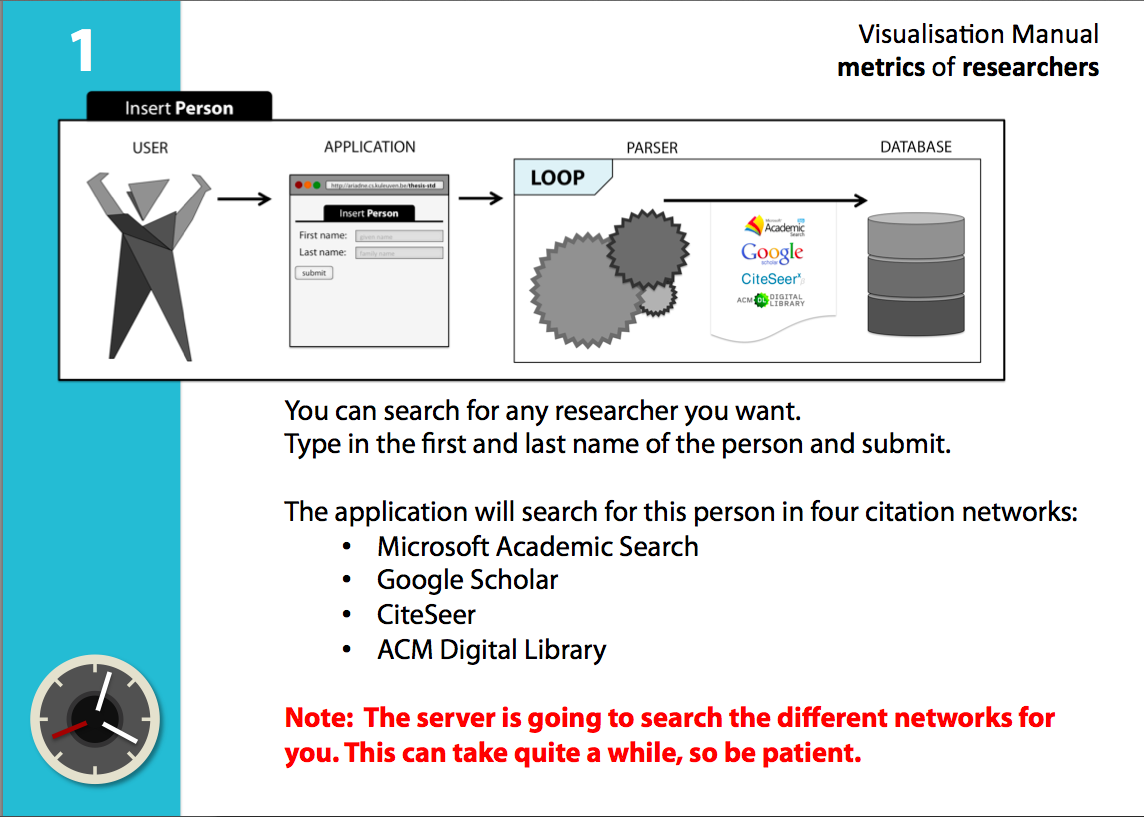 1
Visualisation Manual
metrics of researchers
Insert Person
USER
APPLICATION
PARSER
DATABASE
http://ariadne.cs.kuleuven.be/thesis-std
Insert Person
First name:
given name
Last name:
family name
submit
LOOP
Microsoft
Academic
Search
Google
scholar
CiteSeerX
ACM DL DIGITAL
LIBRARY
You can search for any researcher you want.
Type in the first and last name of the person and submit.
The application will search for this person in four citation networks:
• Microsoft Academic Search
• Google Scholar
• CiteSeer
• ACM Digital Library
Note: The server is going to search the different networks for
you. This can take quite a while, so be patient.